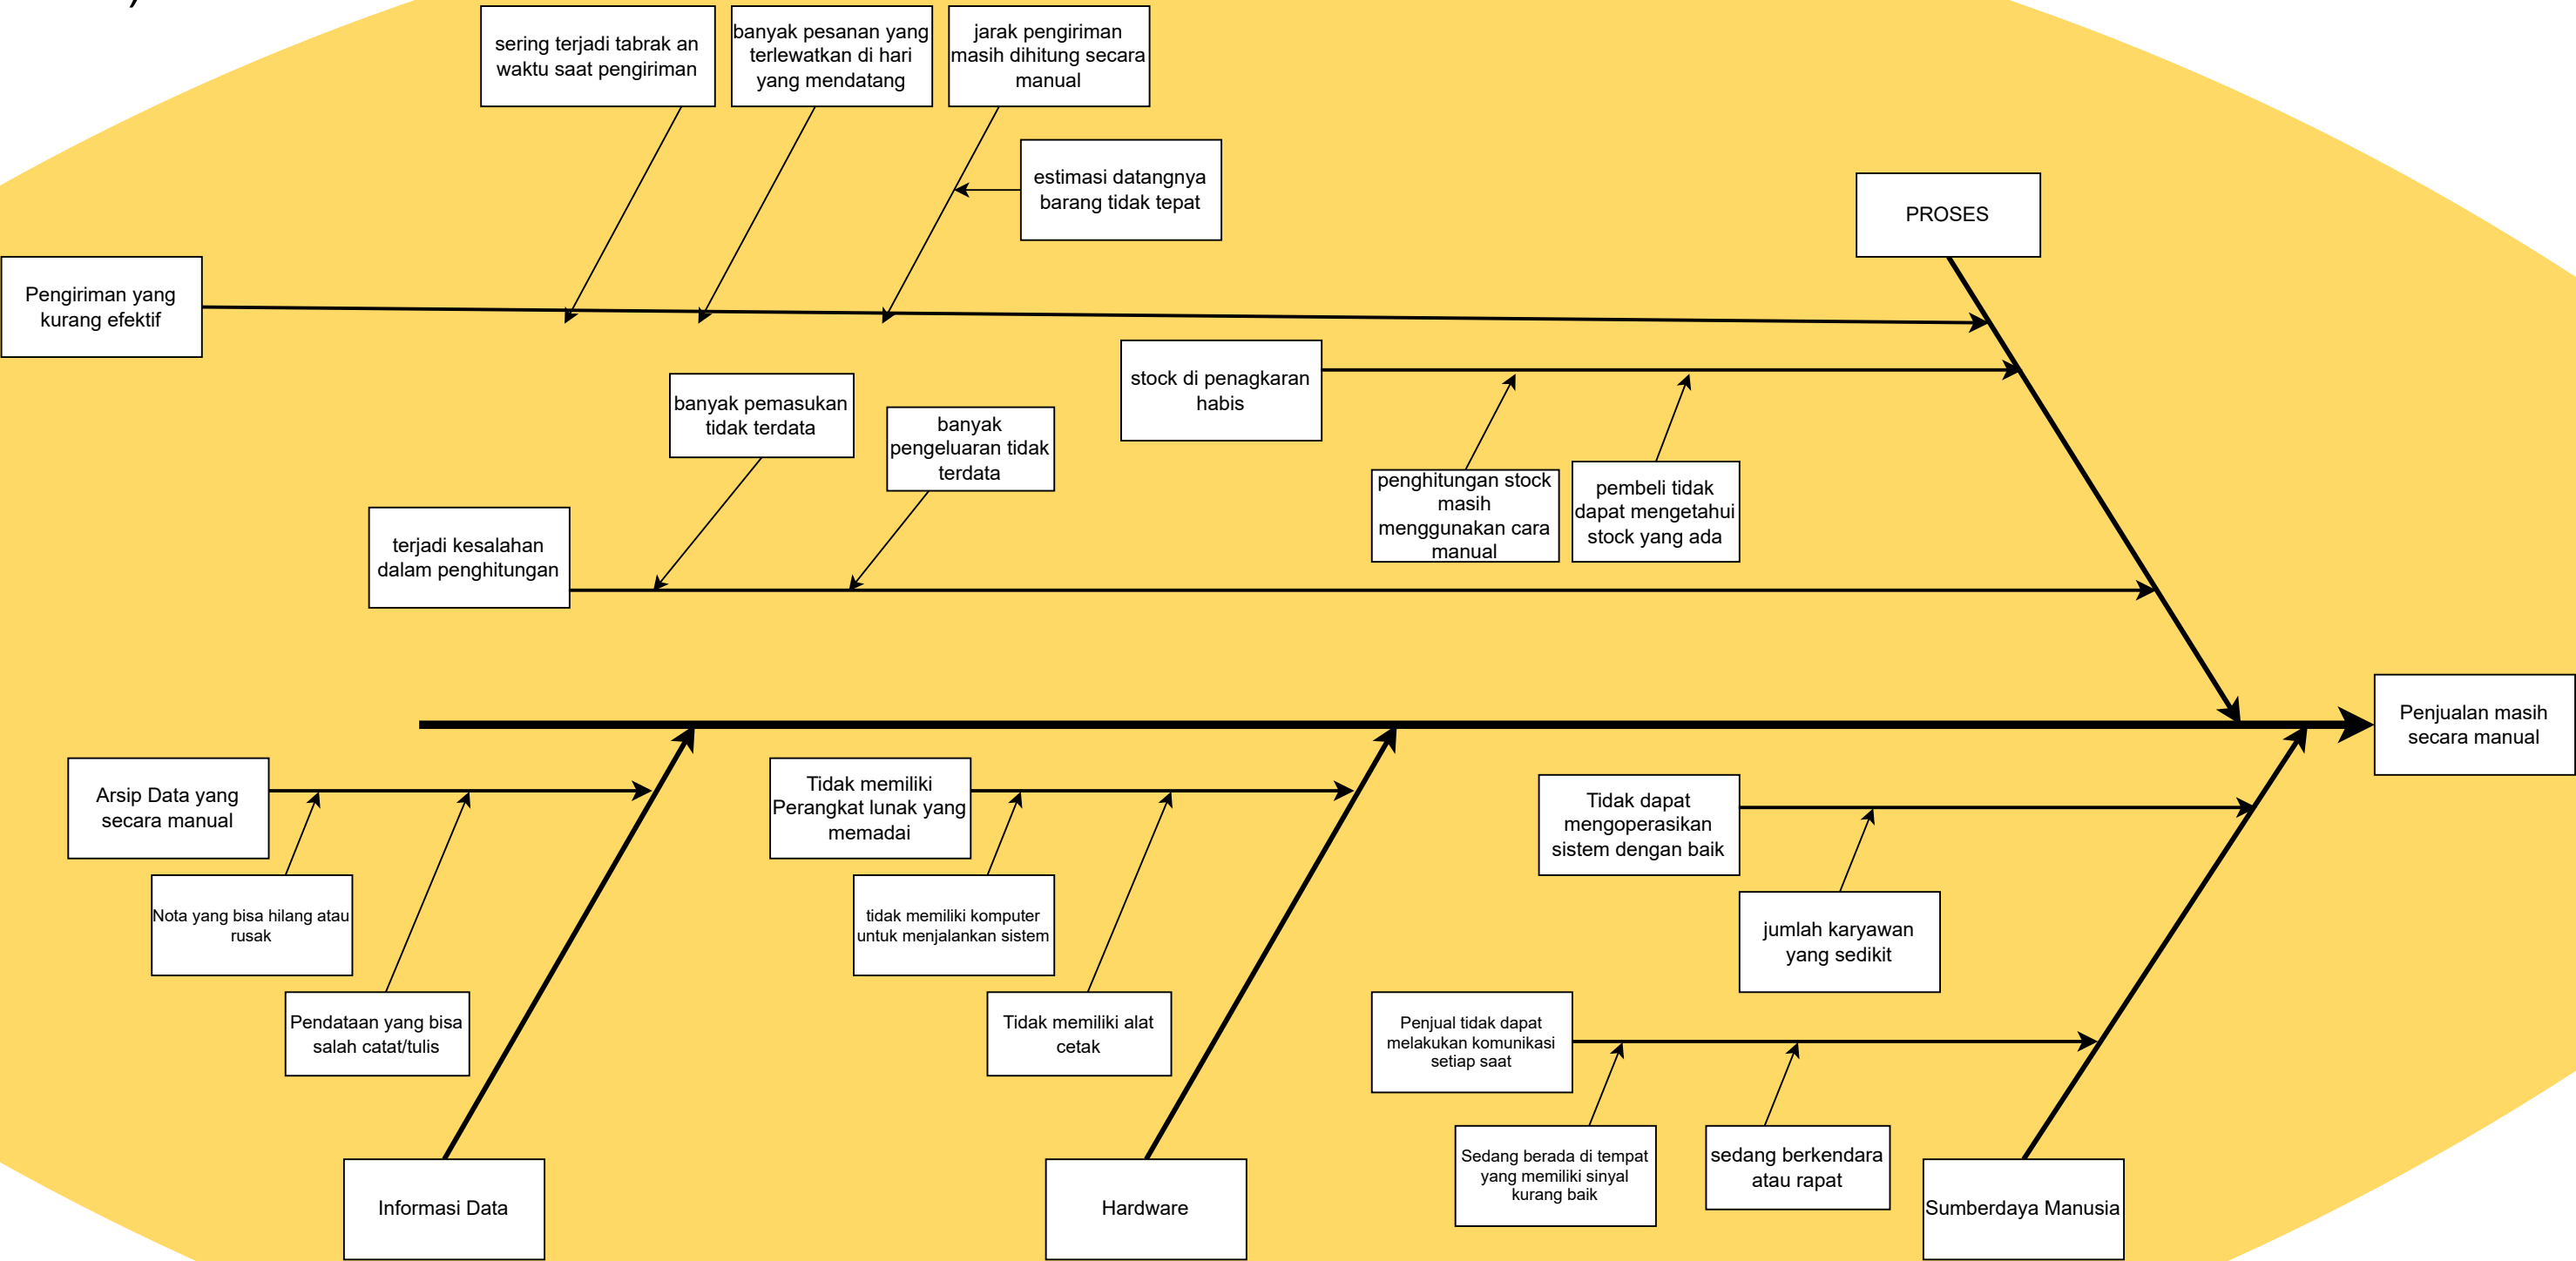 )
sering terjadi tabrak an
waktu saat pengiriman
banyak pesanan yang
terlewatkan di hari
yang mendatang
jarak pengiriman
masih dihitung secara
manual
estimasi datangnya
barang tidak tepat
PROSES
Pengiriman yang
kurang efektif
stock di penagkaran
habis
banyak pemasukan
tidak terdata
banyak
pengeluaran tidak
terdata
penghitungan stock
masih
menggunakan cara
manual
pembeli tidak
dapat mengetahui
stock yang ada
terjadi kesalahan
dalam penghitungan
Penjualan masih
secara manual
Arsip Data yang
secara manual
Tidak memiliki
Perangkat lunak yang
memadai
Tidak dapat
mengoperasikan
sistem dengan baik
Nota yang bisa hilang atau
rusak
tidak memiliki komputer
untuk menjalankan sistem
jumlah karyawan
yang sedikit
Pendataan yang bisa
salah catat/tulis
Tidak memiliki alat
cetak
Penjual tidak dapat
melakukan komunikasi
setiap saat
Sedang berada di tempat
yang memiliki sinyal
kurang baik
sedang berkendara
atau rapat
Informasi Data
Hardware
Sumberdaya Manusia